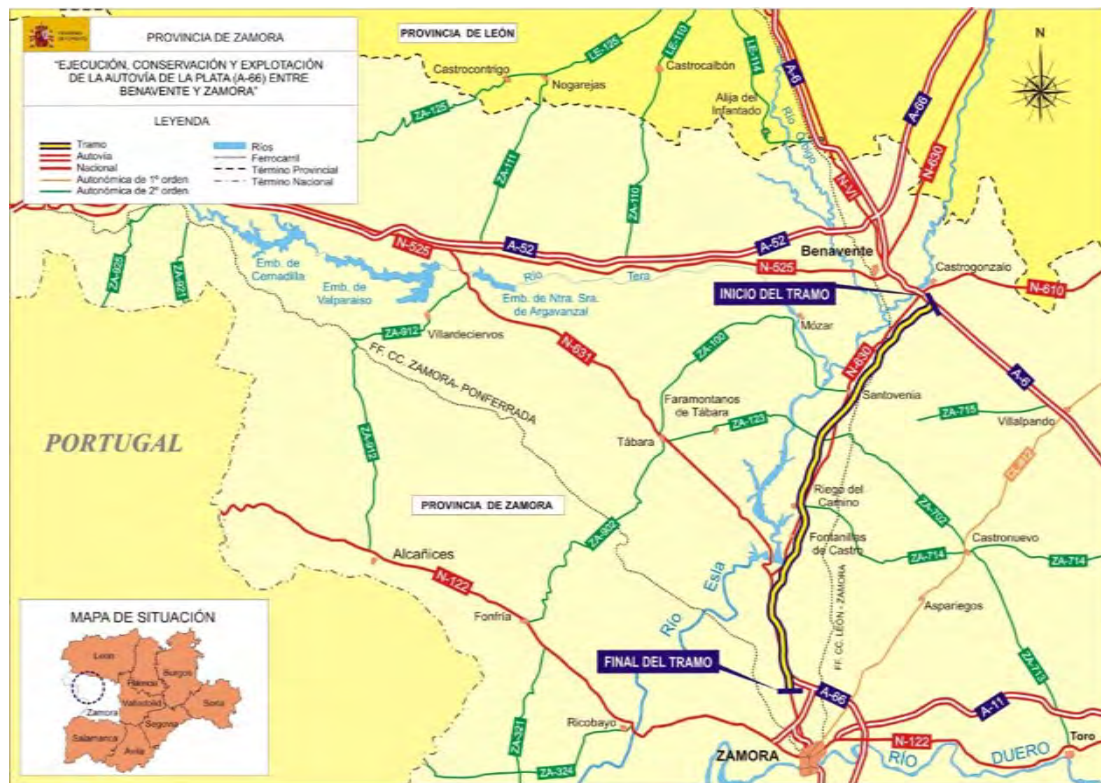 PROVINCIA DE ZAMORA
"EJECUCIÓN, CONSERVACIÓN Y EXPLOTACIÓN
DE LA AUTOVÍA DE LA PLATA (A-66) ENTRE
BENAVENTE Y ZAMORA"
LEYENDA
Tramo
Autovía
Nacional
Autonómica de 1º orden
Autonómica de 2º orden
Ríos
Ferrocarril
Término Provincial
Término Nacional
PROVINCIA DE LEÓN
N
LE-125
LE-110
LE-114
A-6
A-66
N-630
Castrocontrigo
Nogarejas
Castrocalbón
Alija del
Infantado
Río Orbigo
ZA-125
ZA-111
ZA-110
N-VI
N-525
A-52
A-52
N-525
Benavente
Castrogonzalo
N-610
ZA-925
ZA-921
Emb. de
Cernadilla
Emb. de
Valparaiso
Río
Tera
Emb. de Ntra. Sra.
de Argavanzal
INICIO DEL TRAMO
Villardeciervos
ZA-912
Mózar
ZA-100
N-631
N-630
A-6
FF. CC. ZAMORA- PONFERRADA
Santovenia
Faramontanos
de Tábara
ZA-123
ZA-715
Villalpando
Tábara
PORTUGAL
ZA-912
PROVINCIA DE ZAMORA
Riego del
Camino
ZA-702
ZA-902
Fontanillas
de Castro
ZA-714
Castronuevo
ZA-714
Alcañices
N-122
Río Esla
FF. CC. LEÓN - ZAMORA
Aspariegos
Fonfría
ZA-713
MAPA DE SITUACIÓN
León
Palencia
Burgos
Zamora
Valladolid
Soria
Segovia
Salamanca
Ávila
FINAL DEL TRAMO
A-66
A-11
Ricobayo
ZA-321
ZA-324
ZAMORA
N-122
Toro
RÍO DUERO